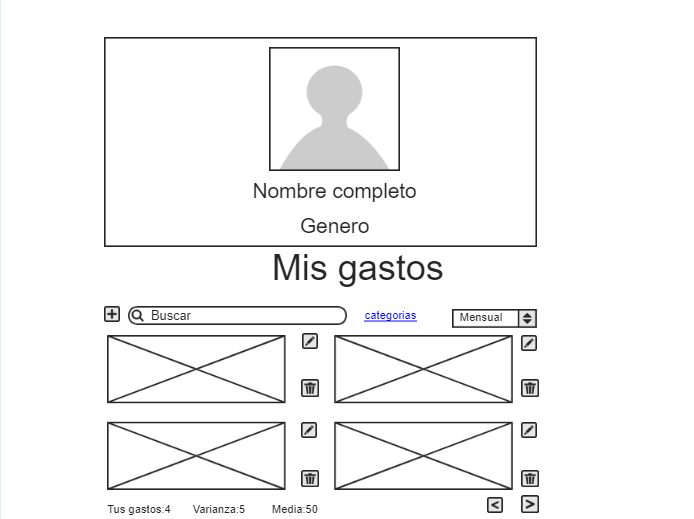 Nombre completo
Genero
Mis gastos
Buscar categorias Mensual
Tus gastos:4 Varianza:5 Media:50